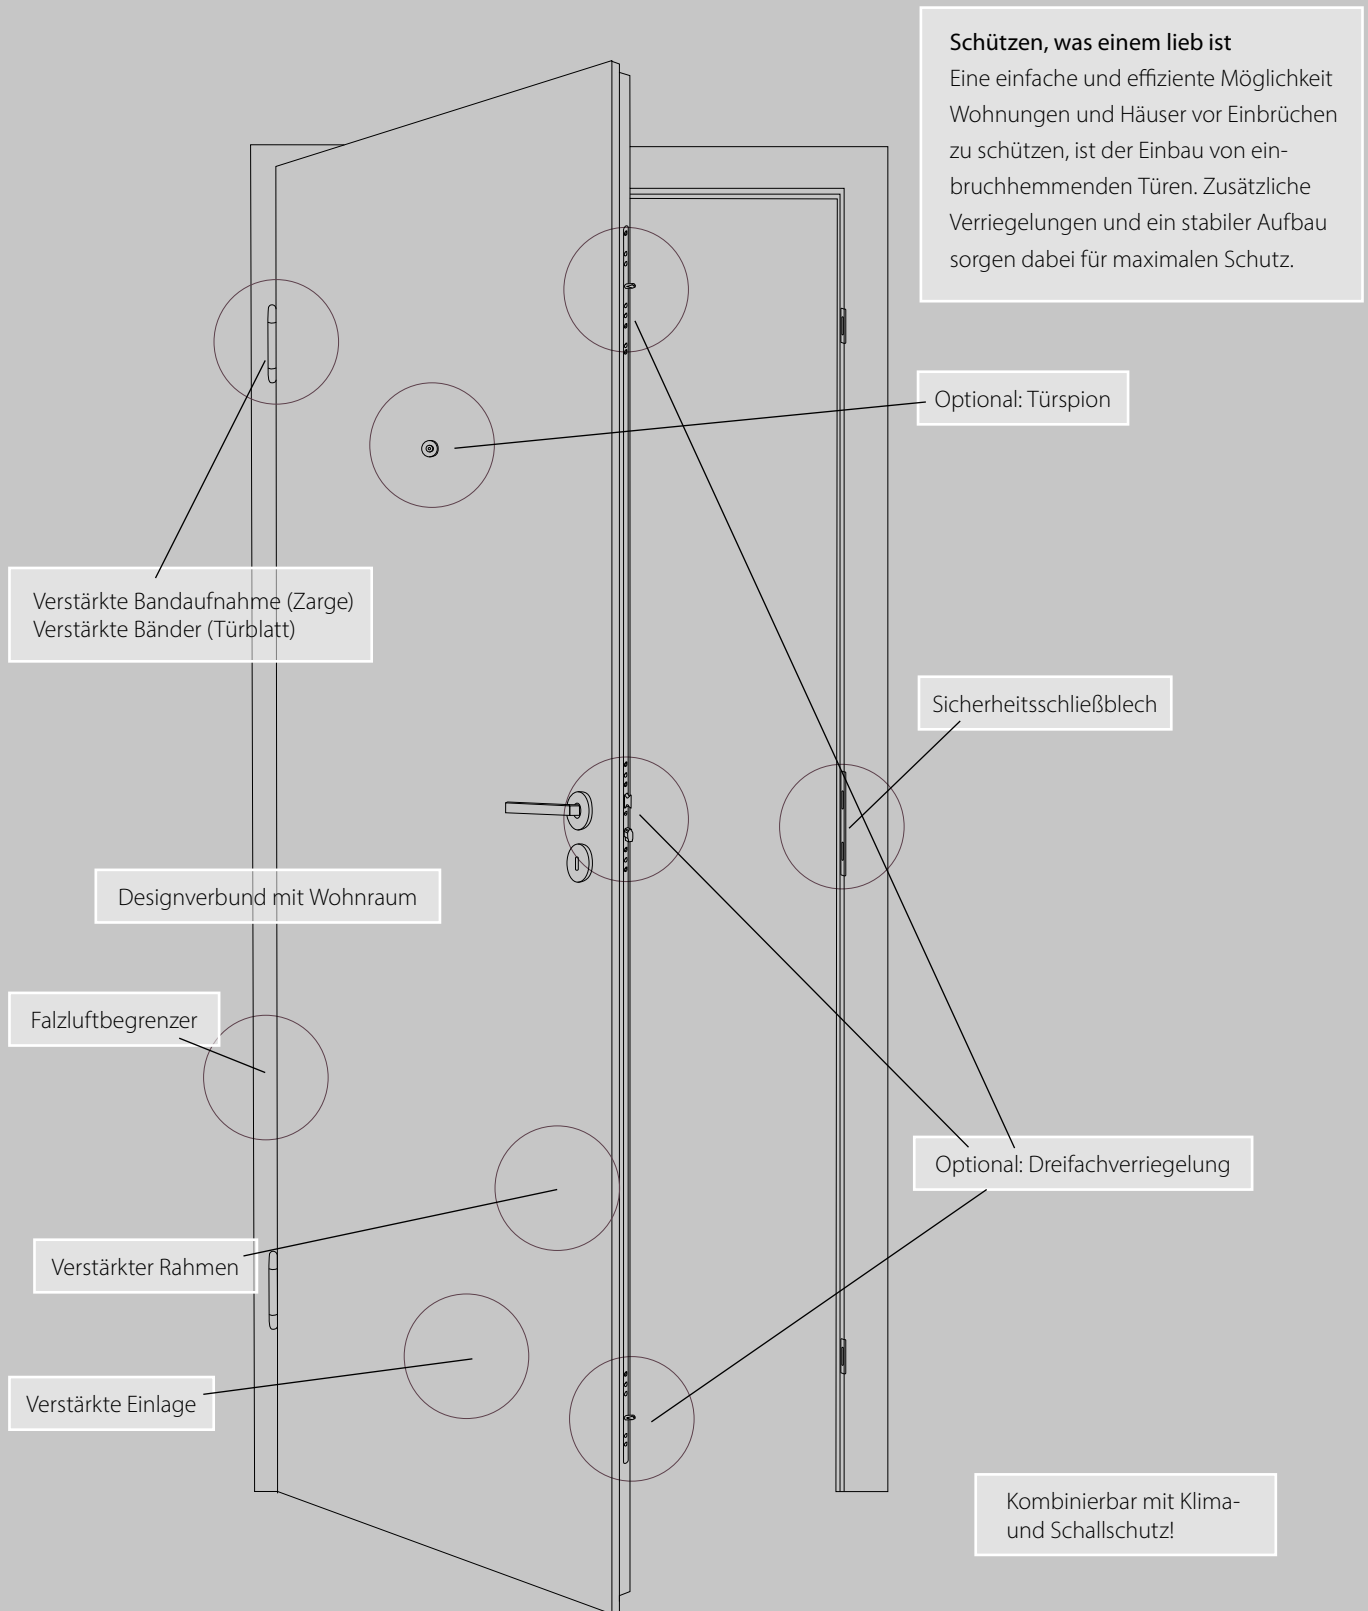 Schützen, was einem lieb ist
Eine einfache und effiziente Möglichkeit
Wohnungen und Häuser vor Einbrüchen
zu schützen, ist der Einbau von ein-
bruchhemmenden Türen. Zusätzliche
Verriegelungen und ein stabiler Aufbau
sorgen dabei für maximalen Schutz.
Optional: Türspion
Verstärkte Bandaufnahme (Zarge)
Verstärkte Bänder (Türblatt)
Sicherheitsschließblech
Designverbund mit Wohnraum
Falzluftbegrenzer
Optional: Dreifachverriegelung
Verstärkter Rahmen
Verstärkte Einlage
Kombinierbar mit Klima-
und Schallschutz!